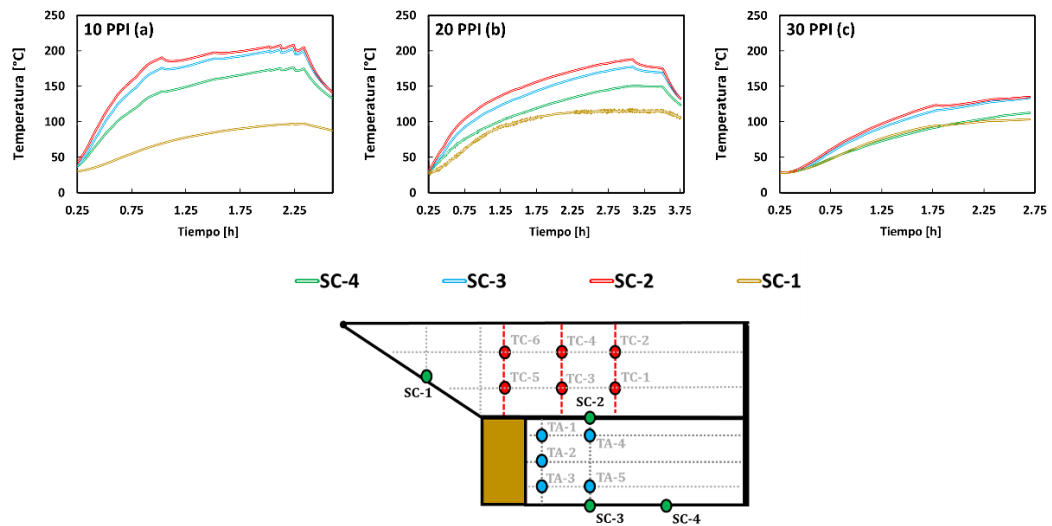 10 PPI (a)
Temperatura [°C]
250
200
150
100
50
0
0.25 0.75 1.25 1.75 2.25
Tiempo [h]
20 PPI (b)
Temperatura [°C]
250
200
150
100
50
0
0.25 0.75 1.25 1.75 2.25 2.75 3.25 3.75
Tiempo [h]
30 PPI (c)
Temperatura [°C]
250
200
150
100
50
0
0.25 0.75 1.25 1.75 2.25 2.75
Tiempo [h]
SC-4 SC-3 SC-2 SC-1
TC-6 TC-4 TC-2
TC-5 TC-3 TC-1
SC-1
SC-2
TA-1
TA-4
TA-2
TA-3 TA-5
SC-3 SC-4